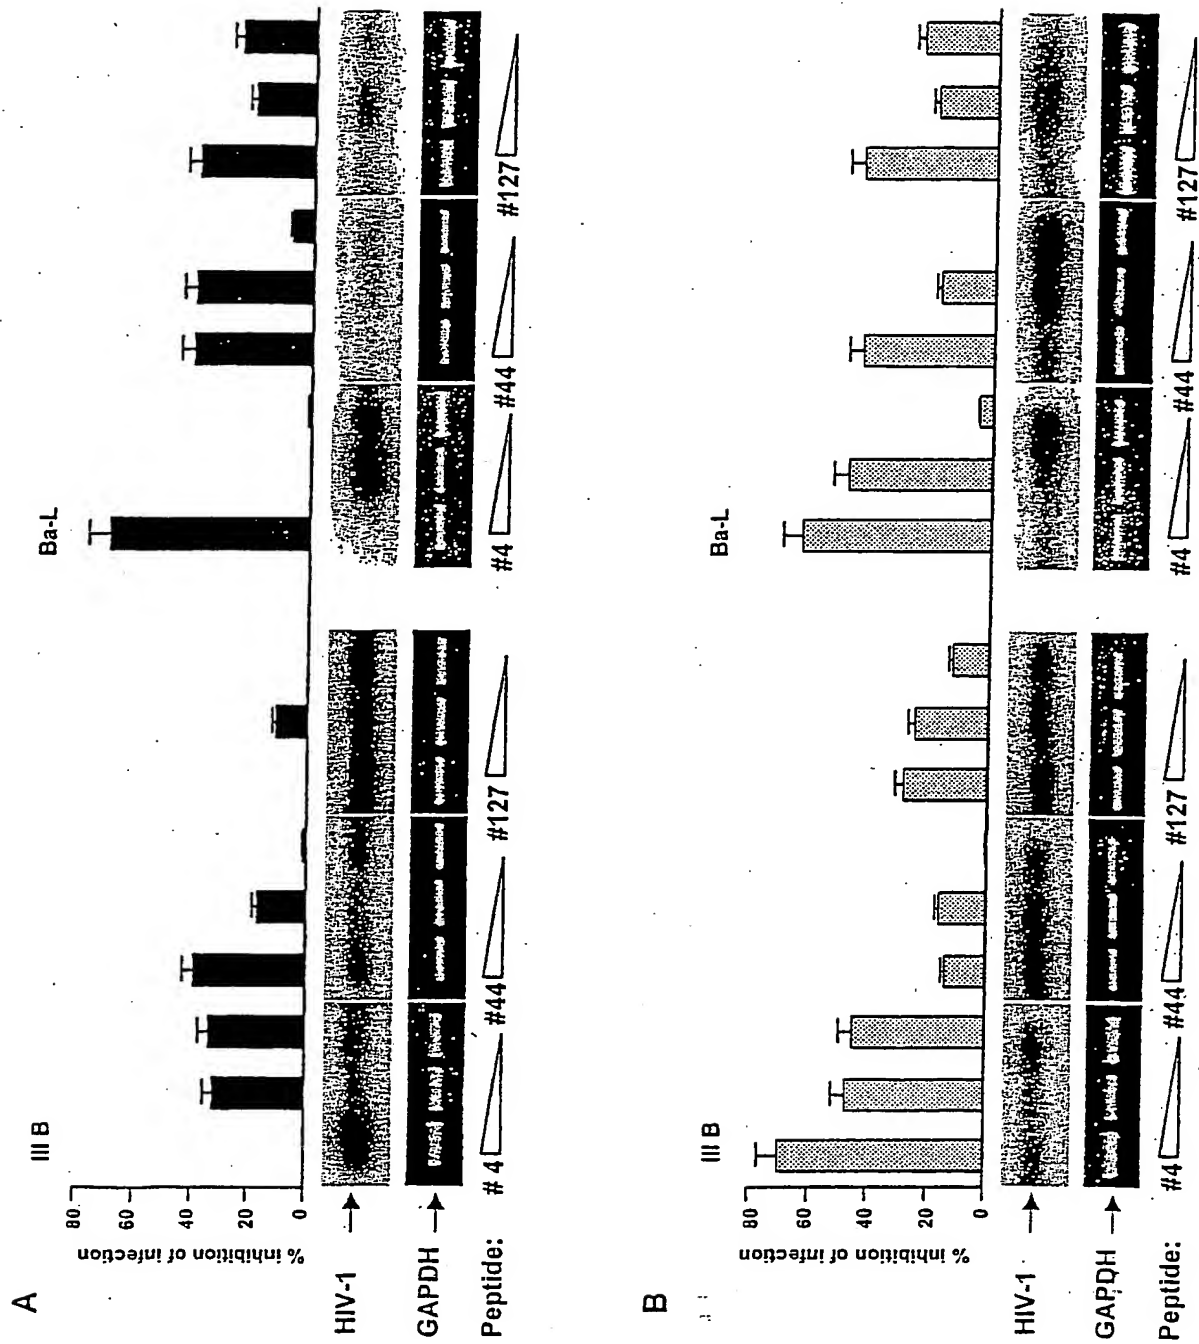 A
III B
Ba-L
% inhibition of infection
80
60
40
20
0
HIV-1
GAPDH
Peptide:
# 4
#44
#127
#4
#44
#127
B
III B
Ba-L
% inhibition of infection
80
60
40
20
0
HIV-1
GAPDH
Peptide:
#4
#44
#127
#4
#44
#127